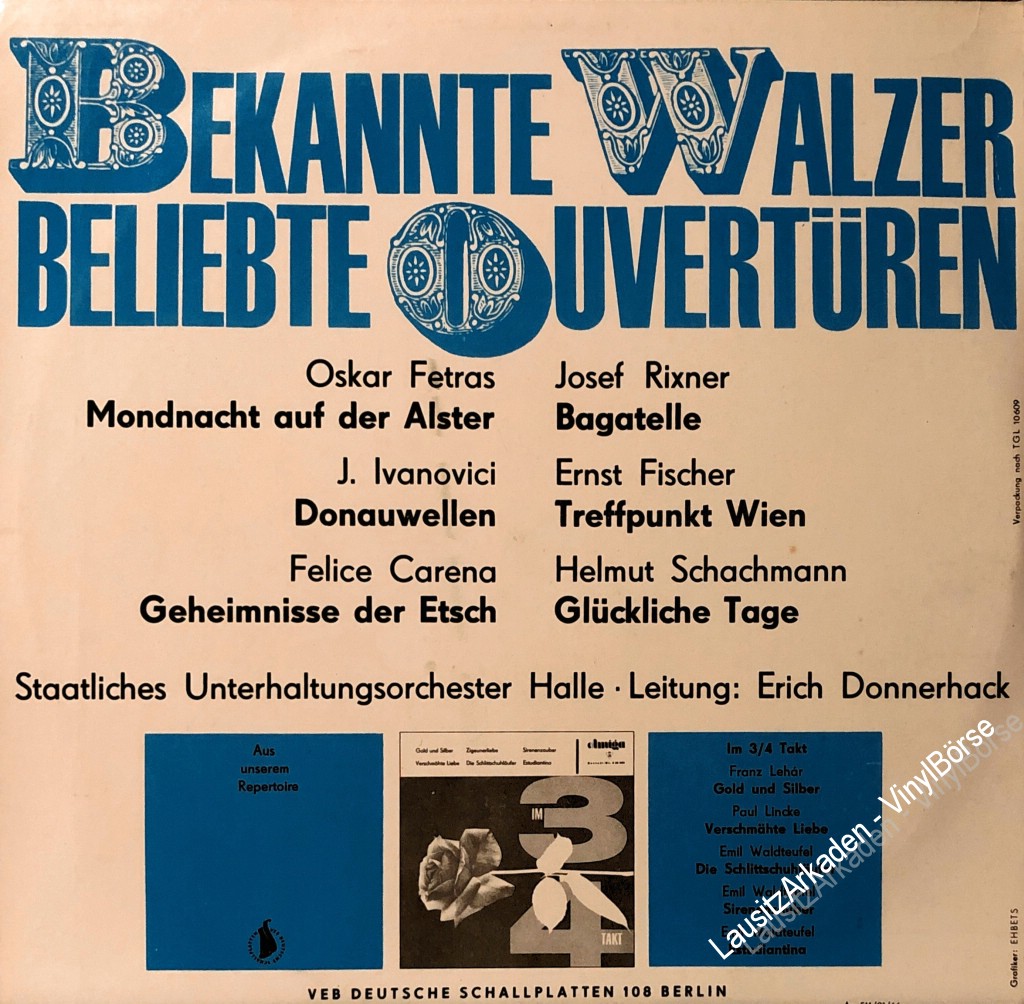 BEKANNTE WALZER
BELIEBTE OUVERTÜREN
Oskar Fetras
Mondnacht auf der Alster
J. Ivanovici
Donauwellen
Felice Carena
Geheimnisse der Etsch
Josef Rixner
Bagatelle
Ernst Fischer
Treffpunkt Wien
Helmut Schachmann
Glückliche Tage
Staatliches Unterhaltungsorchester Halle · Leitung: Erich Donnerhack
Aus
unserem
Repertoire
Gold und Silber Zigeunerliebe Sirenenzauber
Verschmähte Liebe Die Schlittschuhläufer Estudiantina
Amiga
IM
3
4
TAKT
Im 3/4 Takt
Franz Lehár
Gold und Silber
Paul Lincke
Verschmähte Liebe
Emil Waldteufel
Die
Emil
Waldteufel
Estudiantina
VEB DEUTSCHE SCHALLPLATTEN 108 BERLIN
Verpackung nach TGL 10609
Grafiker: EHBETS
LausitzArkaden - VinylBörse